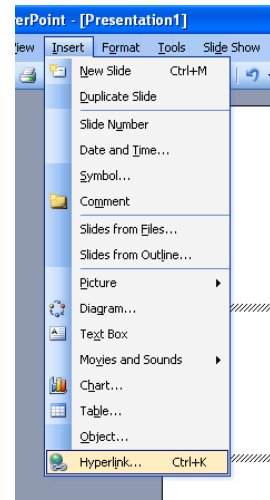 erPoint - [Presentation1]
iew Insert Format Tools Slide Show
New Slide Ctrl+M
Duplicate Slide
Slide Number
Date and Time...
Symbol...
Comment
Slides from Files...
Slides from Outline...
Picture
Diagram...
Text Box
Movies and Sounds
Chart...
Table...
Object...
Hyperlink... Ctrl+K